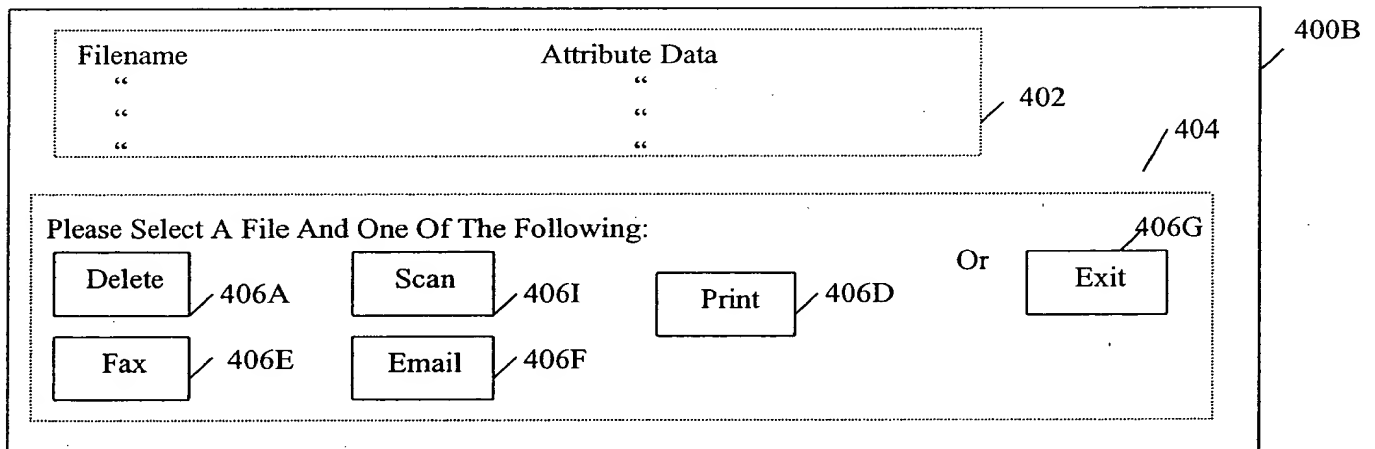 400B
Filename Attribute Data
“ “
“ “
“ “
402
404
Please Select A File And One Of The Following:
406G
Delete 406A Scan 406I Print 406D Or Exit
Fax 406E Email 406F